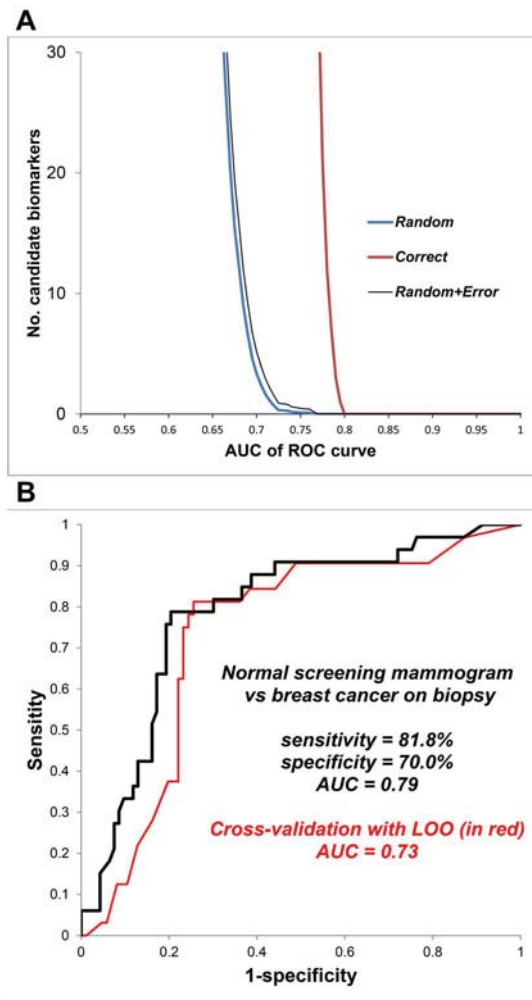 A
30
20
10
0
No. candidate biomarkers
Random
Correct
Random+Error
0.5 0.55 0.6 0.65 0.7 0.75 0.8 0.85 0.9 0.95 1
AUC of ROC curve
B
1
0.9
0.8
0.7
0.6
0.5
0.4
0.3
0.2
0.1
0
Sensitity
Normal screening mammogram
vs breast cancer on biopsy
sensitivity = 81.8%
specificity = 70.0%
AUC = 0.79
Cross-validation with LOO (in red)
AUC = 0.73
0 0.2 0.4 0.6 0.8 1
1-specificity